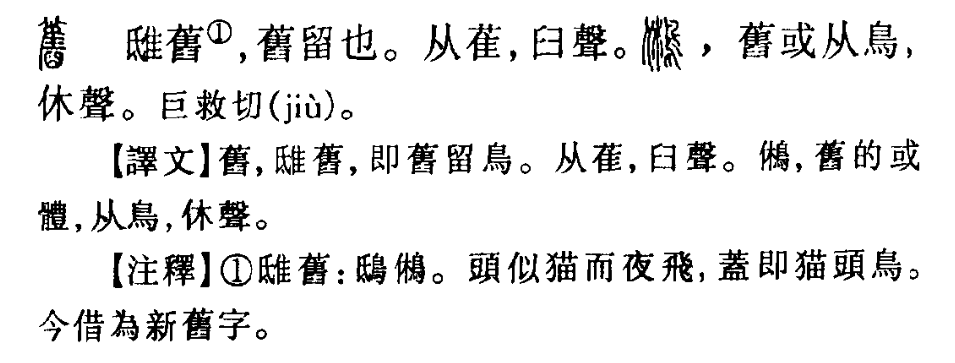 舊 雖舊①,舊留也。从萑,臼聲。鵂,舊或从鳥,
休聲。巨救切(jiù)。
【譯文】舊,雖舊,即舊留鳥。从萑,臼聲。鵂,舊的或
體,从鳥,休聲。
【注釋】①雖舊:鴟鵂。頭似猫而夜飛,蓋即猫頭鳥。
今借為新舊字。